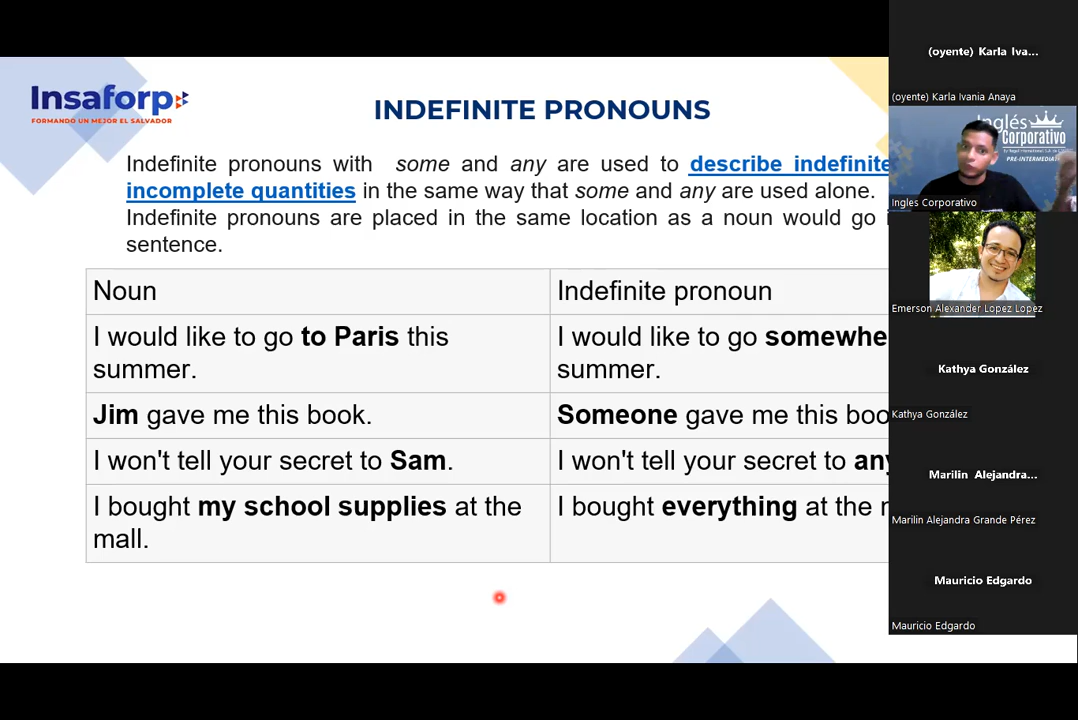 Insaforp
FORMANDO UN MEJOR EL SALVADOR
INDEFINITE PRONOUNS
Indefinite pronouns with some and any are used to describe indefinite
incomplete quantities in the same way that some and any are used alone.
Indefinite pronouns are placed in the same location as a noun would go
sentence.
Noun
Indefinite pronoun
I would like to go to Paris this
summer.
I would like to go somewhe
summer.
Jim gave me this book.
Someone gave me this boo
I won't tell your secret to Sam.
I won't tell your secret to any
I bought my school supplies at the
mall.
I bought everything at the
(oyente) Karla Iva...
(oyente) Karla Ivania Anaya
Inglés
Corporativo
PRE-INTERMEDIA
Ingles Corporativo
Emerson Alexander Lopez Lopez
Kathya González
Kathya González
Marilin Alejandra...
Marilin Alejandra Grande Pérez
Mauricio Edgardo
Mauricio Edgardo